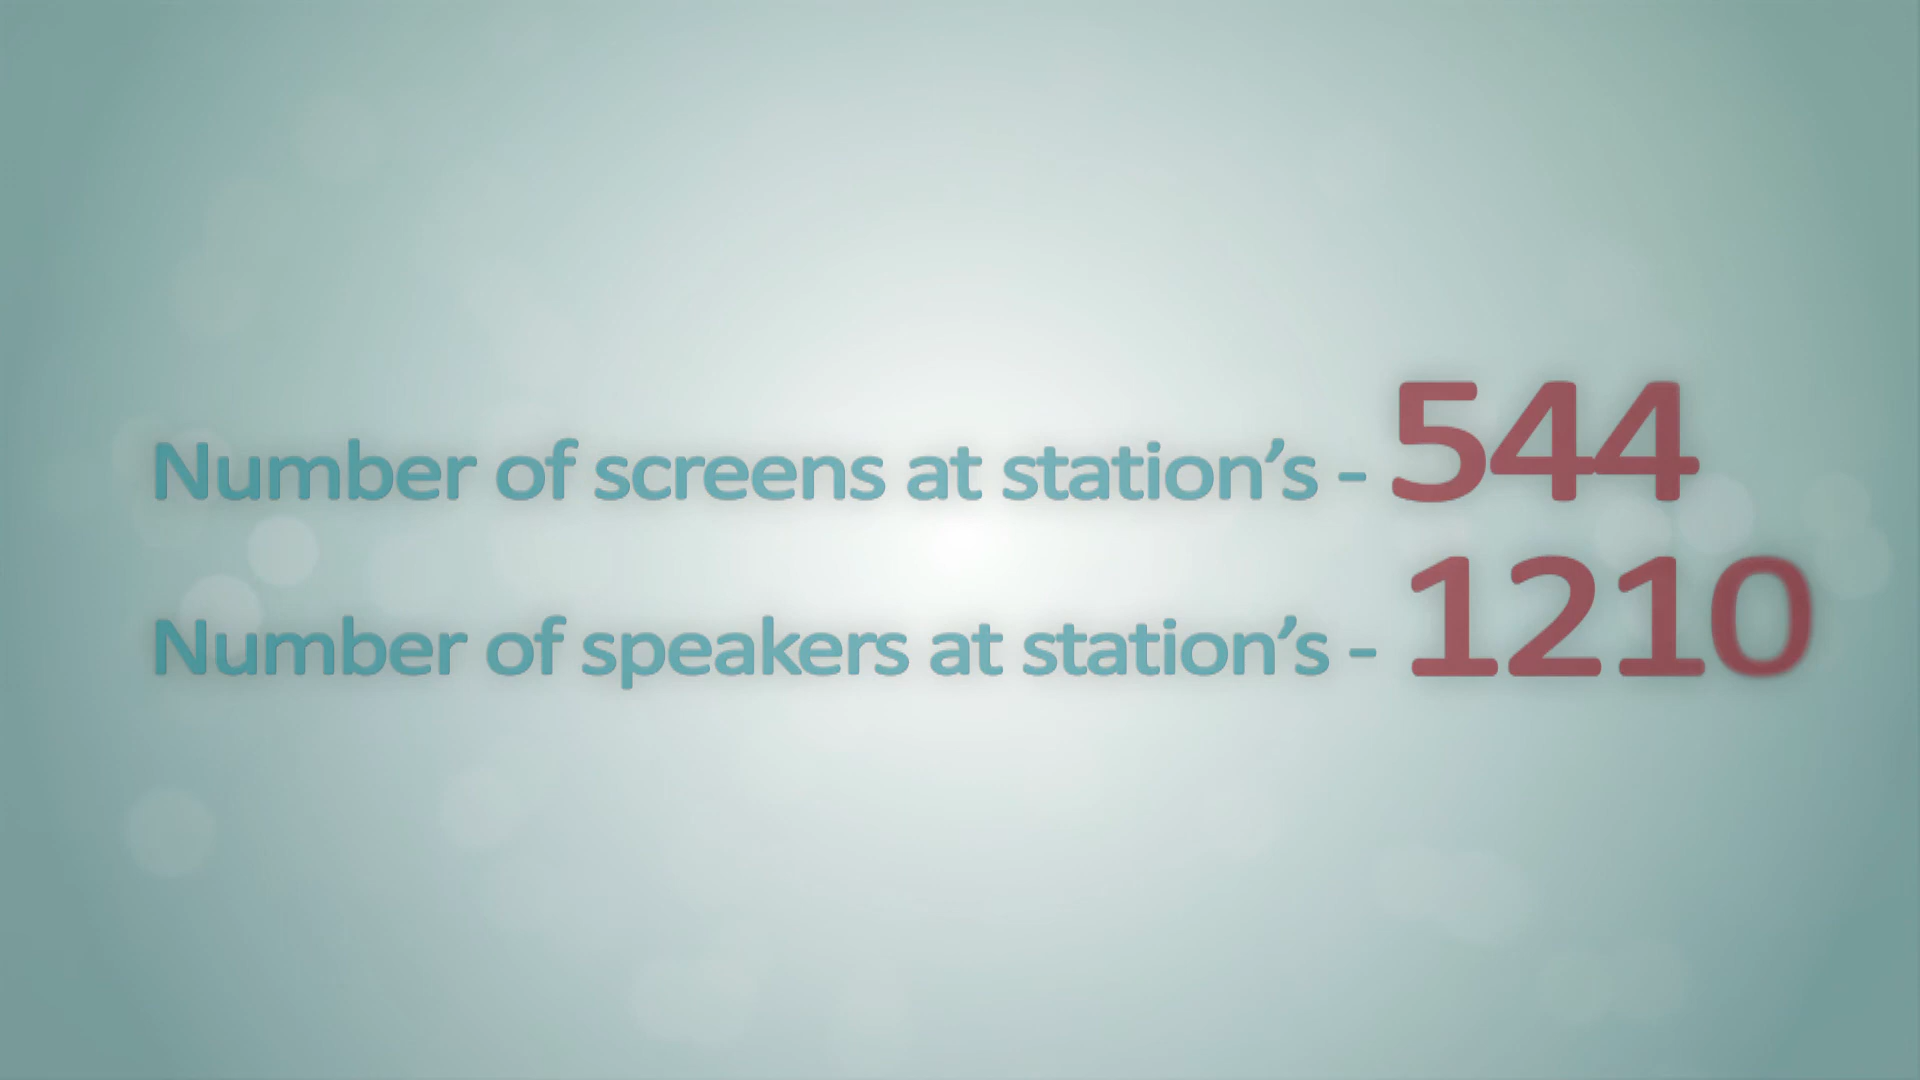 Number of screens at station’s - 544
Number of speakers at station’s - 1210